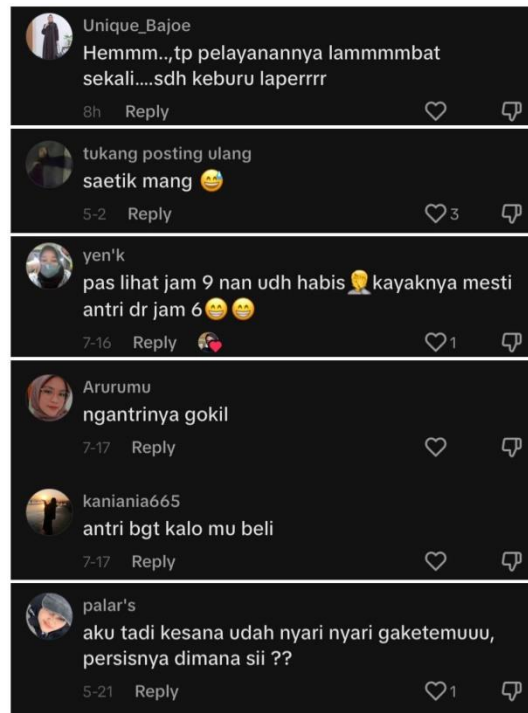 Unique_Bajoe
Hemmm..,tp pelayanannya lammmmbat
sekali....sdh keburu laperrrr
8h Reply
tukang posting ulang
saetik mang 😅
5-2 Reply 3
yen'k
pas lihat jam 9 nan udh habis🤦kayaknya mesti
antri dr jam 6😁😁
7-16 Reply 1
Arurumu
ngantrinya gokil
7-17 Reply
kaniania665
antri bgt kalo mu beli
7-17 Reply
palar's
aku tadi kesana udah nyari nyari gaketemuuu,
persisnya dimana sii ??
5-21 Reply 1